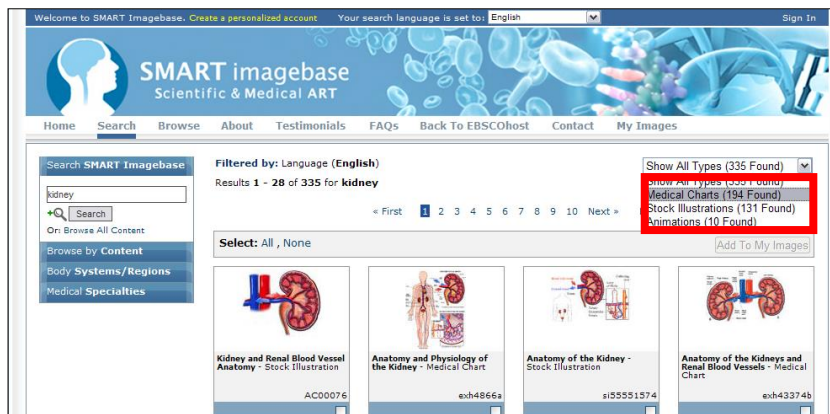 Welcome to SMART Imagebase. Create a personalized account Your search language is set to: English Sign In
SMART imagebase
Scientific & Medical ART
Home Search Browse About Testimonials FAQs Back To EBSCOhost Contact My Images
Search SMART Imagebase
kidney
Search
Or: Browse All Content
Browse by Content
Body Systems/Regions
Medical Specialties
Filtered by: Language (English)
Results 1 - 28 of 335 for kidney
Show All Types (335 Found)
Show All Types (335 Found)
Medical Charts (194 Found)
Stock Illustrations (131 Found)
Animations (10 Found)
« First 1 2 3 4 5 6 7 8 9 10 Next »
Select: All , None
Add To My Images
Kidney and Renal Blood Vessel
Anatomy - Stock Illustration
AC00076
Anatomy and Physiology of
the Kidney - Medical Chart
exh4866a
Anatomy of the Kidney -
Stock Illustration
si55551574
Anatomy of the Kidneys and
Renal Blood Vessels - Medical
Chart
exh43374b